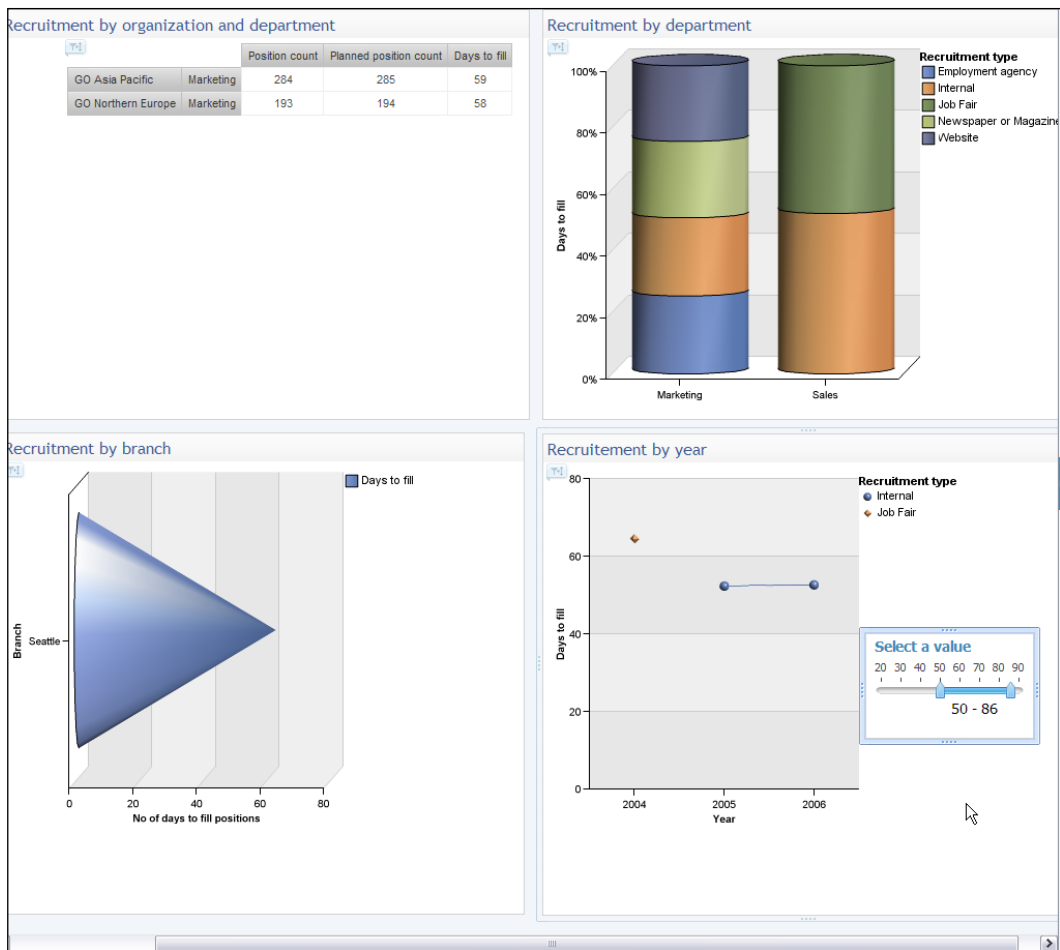 Recruitment by organization and department
Position count Planned position count Days to fill
GO Asia Pacific Marketing 284 285 59
GO Northern Europe Marketing 193 194 58
Recruitment by department
Recruitment type
Employment agency
Internal
Job Fair
Newspaper or Magazine
Website
100%
80%
60%
40%
20%
0%
Days to fill
Marketing Sales
Recruitment by branch
Days to fill
Branch
Seattle
0 20 40 60 80
No of days to fill positions
Recruitement by year
Recruitment type
Internal
Job Fair
80
60
40
20
0
Days to fill
2004 2005 2006
Year
Select a value
20 30 40 50 60 70 80 90
50 - 86